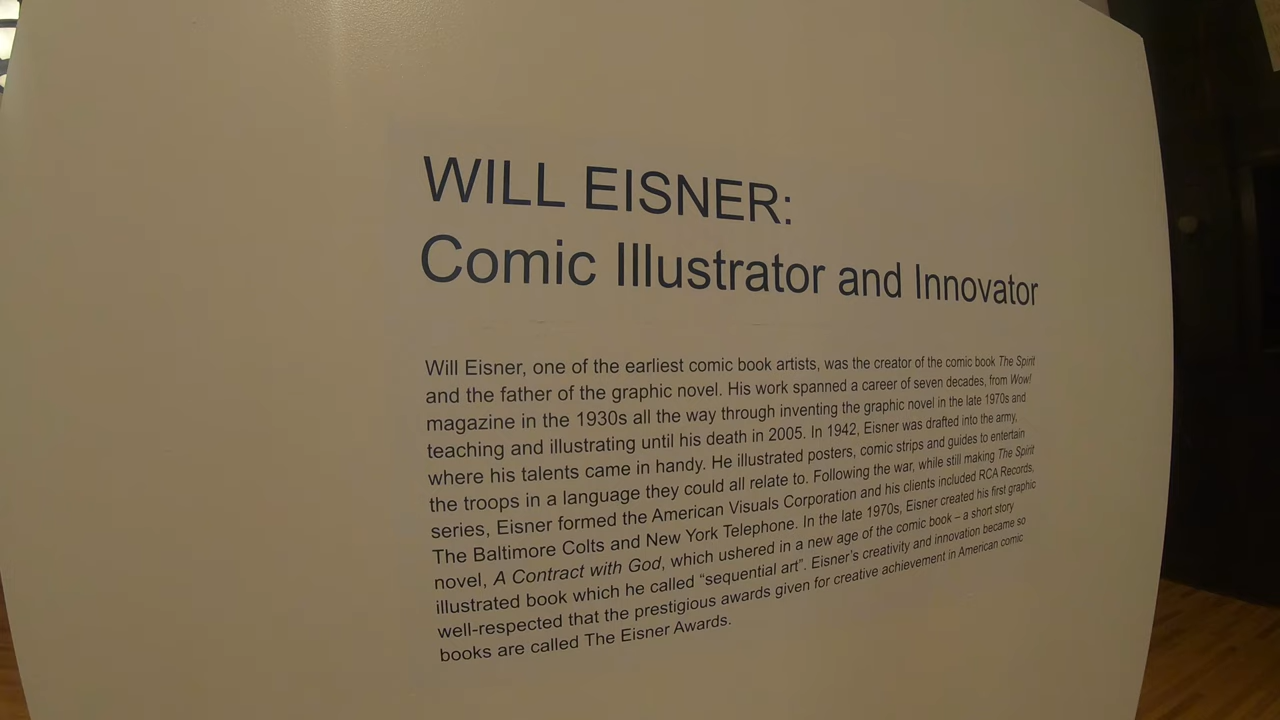 WILL EISNER:
Comic Illustrator and Innovator
Will Eisner, one of the earliest comic book artists, was the creator of the comic book The Spirit
and the father of the graphic novel. His work spanned a career of seven decades, from Wow!
magazine in the 1930s all the way through inventing the graphic novel in the late 1970s and
teaching and illustrating until his death in 2005. In 1942, Eisner was drafted into the army,
where his talents came in handy. He illustrated posters, comic strips and guides to entertain
the troops in a language they could all relate to. Following the war, while still making The Spirit
series, Eisner formed the American Visuals Corporation and his clients included RCA Records,
The Baltimore Colts and New York Telephone. In the late 1970s, Eisner created his first graphic
novel, A Contract with God, which ushered in a new age of the comic book – a short story
illustrated book which he called “sequential art”. Eisner’s creativity and innovation became so
well-respected that the prestigious awards given for creative achievement in American comic
books are called The Eisner Awards.